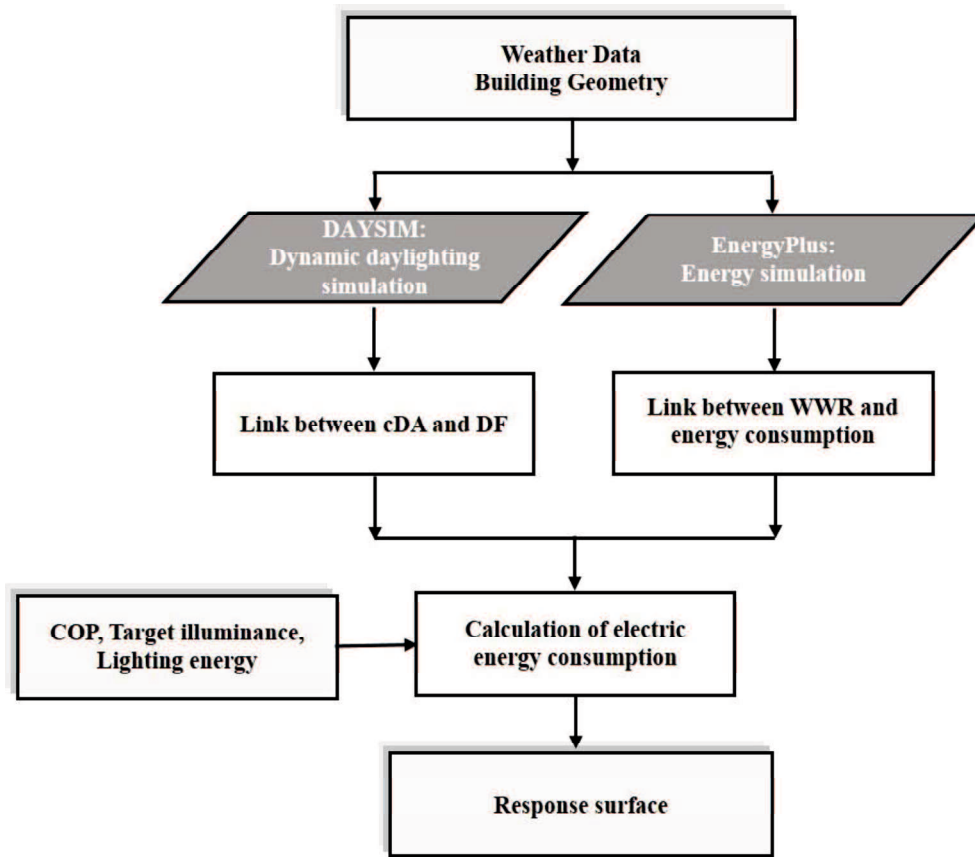 Weather Data
Building Geometry
DAYSIM:
Dynamic daylighting
simulation
EnergyPlus:
Energy simulation
Link between cDA and DF
Link between WWR and
energy consumption
COP, Target illuminance,
Lighting energy
Calculation of electric
energy consumption
Response surface